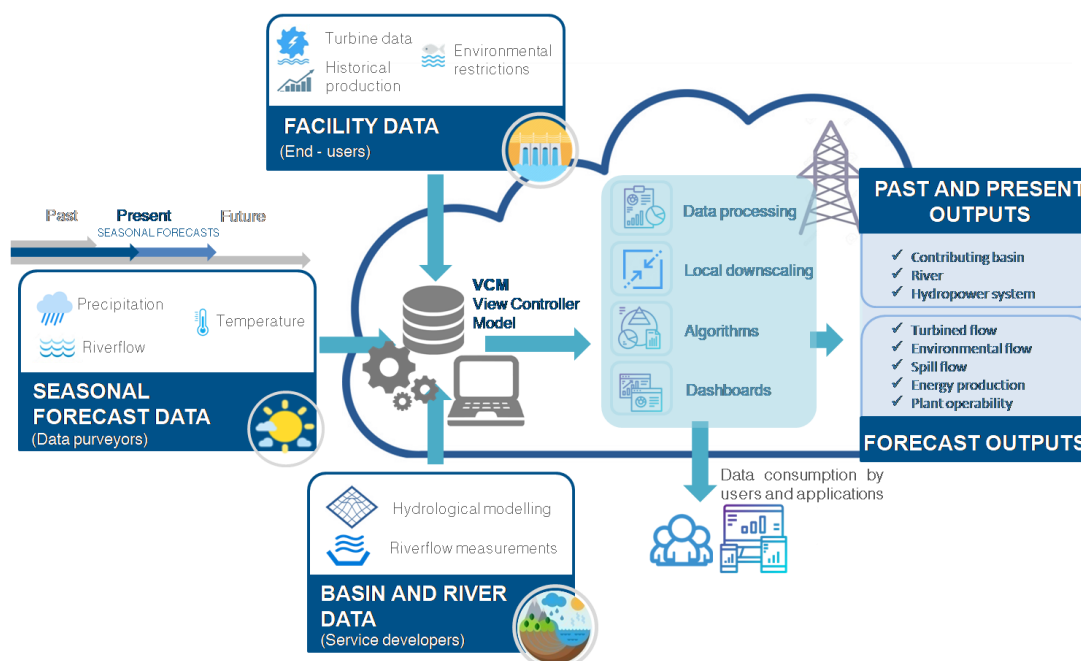 Turbine data
Historical
production
Environmental
restrictions
FACILITY DATA
(End - users)
Past
Present
Future
SEASONAL FORECASTS
Precipitation
Temperature
Riverflow
SEASONAL
FORECAST DATA
(Data purveyors)
VCM
View Controller
Model
Data processing
Local downscaling
Algorithms
Dashboards
PAST AND PRESENT
OUTPUTS
✓ Contributing basin
✓ River
✓ Hydropower system
✓ Turbined flow
✓ Environmental flow
✓ Spill flow
✓ Energy production
✓ Plant operability
FORECAST OUTPUTS
Data consumption by
users and applications
Hydrological modelling
Riverflow measurements
BASIN AND RIVER
DATA
(Service developers)